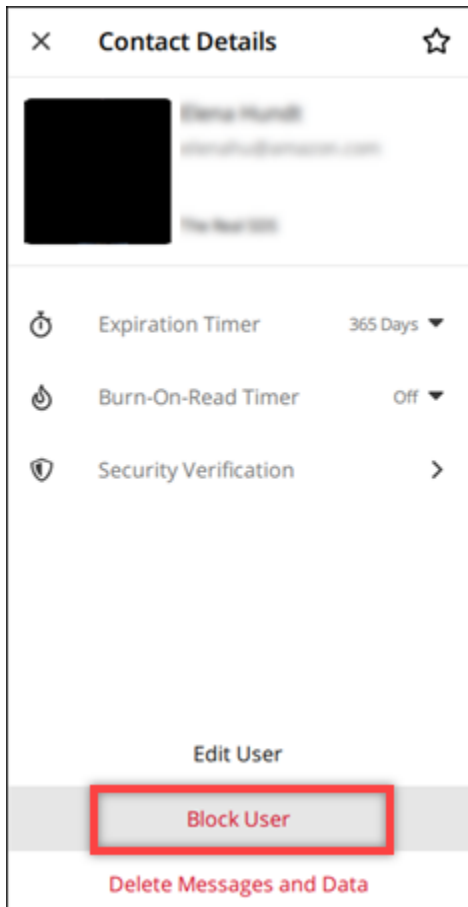 Contact Details
Expiration Timer 365 Days
Burn-On-Read Timer Off
Security Verification
Edit User
Block User
Delete Messages and Data